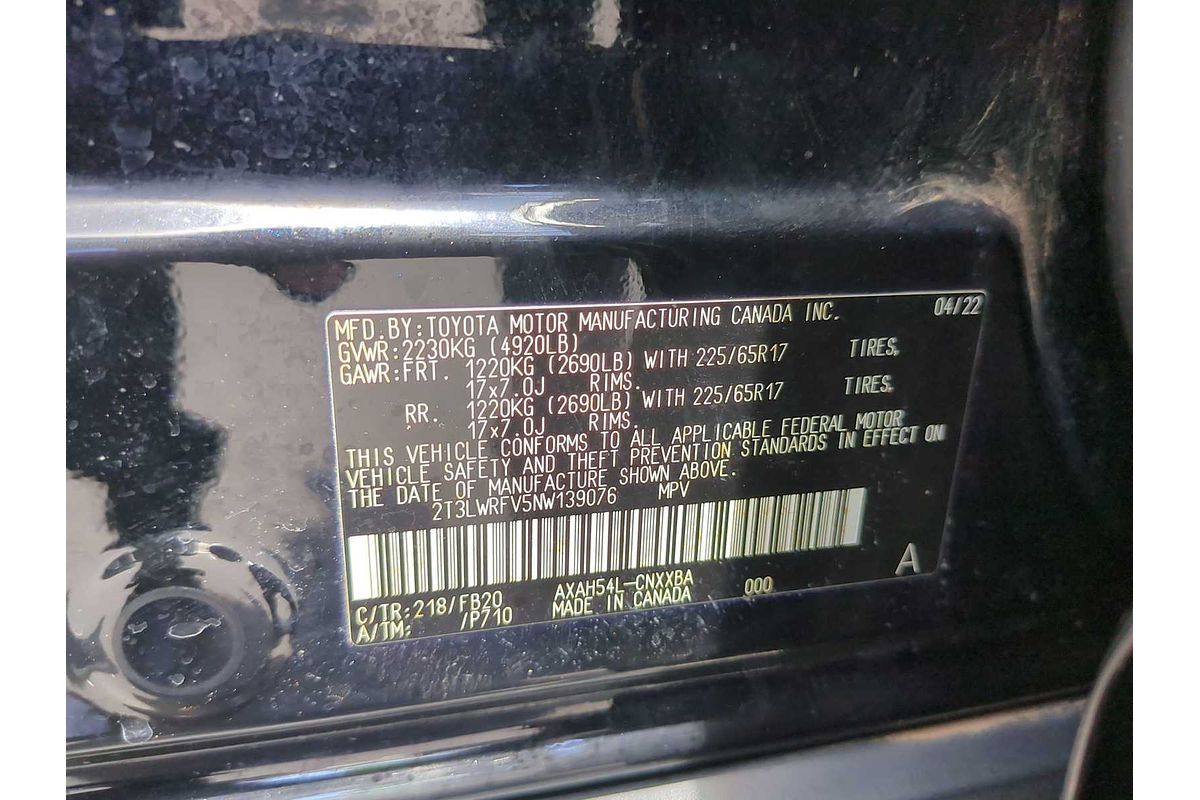 MFD.BY:TOYOTA MOTOR MANUFACTURING CANADA INC. 04/22
GVWR:2230KG (4920LB)
GAWR:FRT. 1220KG (2690LB) WITH 225/65R17 TIRES,
17x7.0J RIMS.
RR. 1220KG (2690LB) WITH 225/65R17 TIRES,
17x7.0J RIMS.
THIS VEHICLE CONFORMS TO ALL APPLICABLE FEDERAL MOTOR
VEHICLE SAFETY AND THEFT PREVENTION STANDARDS IN EFFECT ON
THE DATE OF MANUFACTURE SHOWN ABOVE.
2T3LWRFV5NW139076 MPV
C/TR:218/FB20 AXAH54L-CNXXBA 000 A
A/TM: /P710 MADE IN CANADA